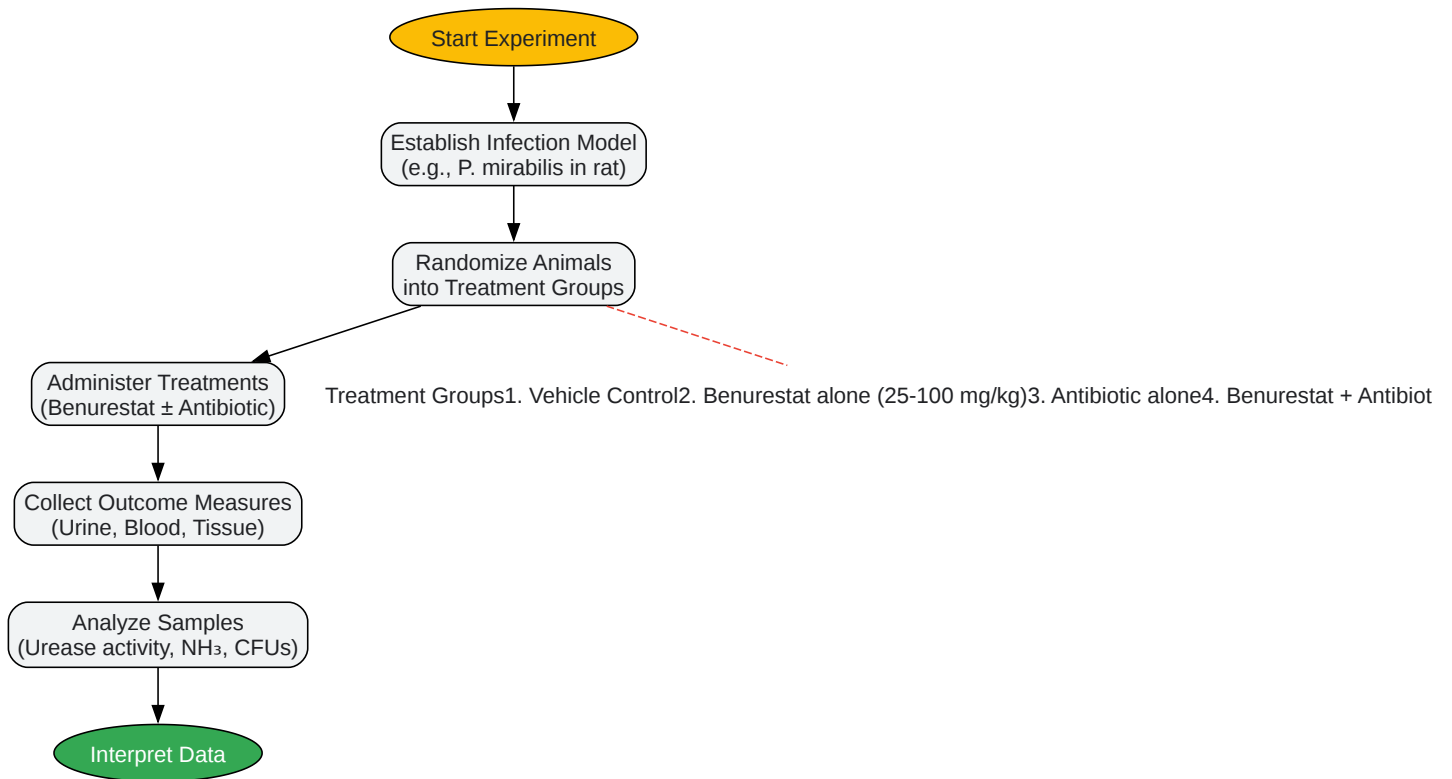 Start Experiment
Establish Infection Model
(e.g., P. mirabilis in rat)
Randomize Animals
into Treatment Groups
Administer Treatments
(Benurestat ± Antibiotic)
Treatment Groups1. Vehicle Control2. Benurestat alone (25-100 mg/kg)3. Antibiotic alone4. Benurestat + Antibiot
Collect Outcome Measures
(Urine, Blood, Tissue)
Analyze Samples
(Urease activity, NH₃, CFUs)
Interpret Data